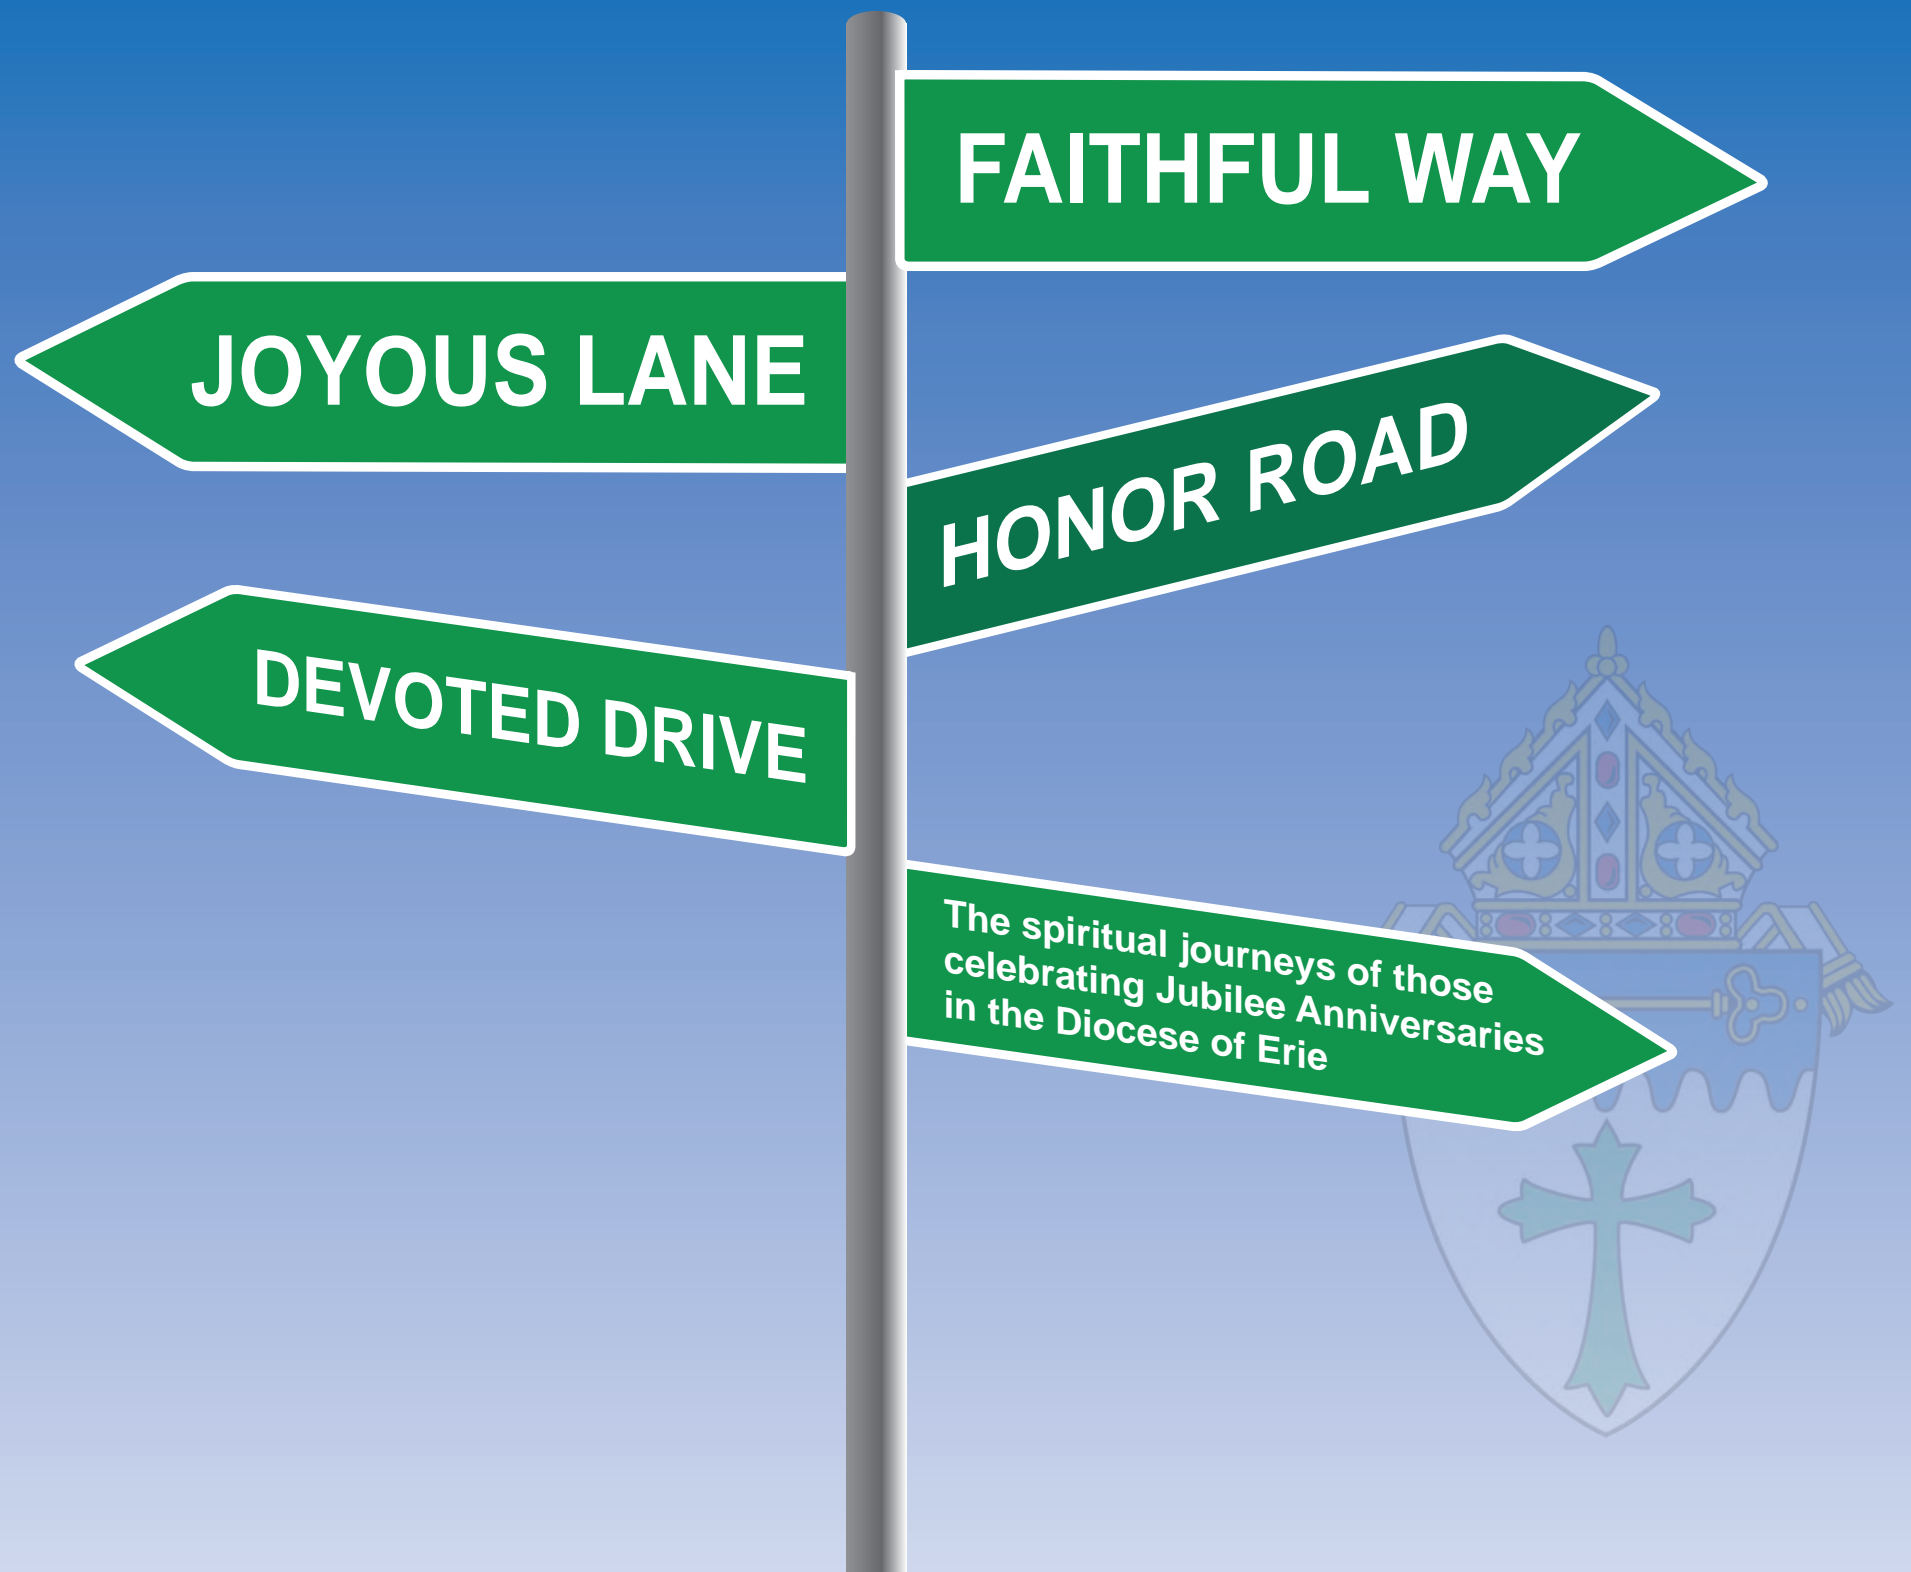 FAITHFUL WAY
JOYOUS LANE
HONOR ROAD
DEVOTED DRIVE
The spiritual journeys of those
celebrating Jubilee Anniversaries
in the Diocese of Erie